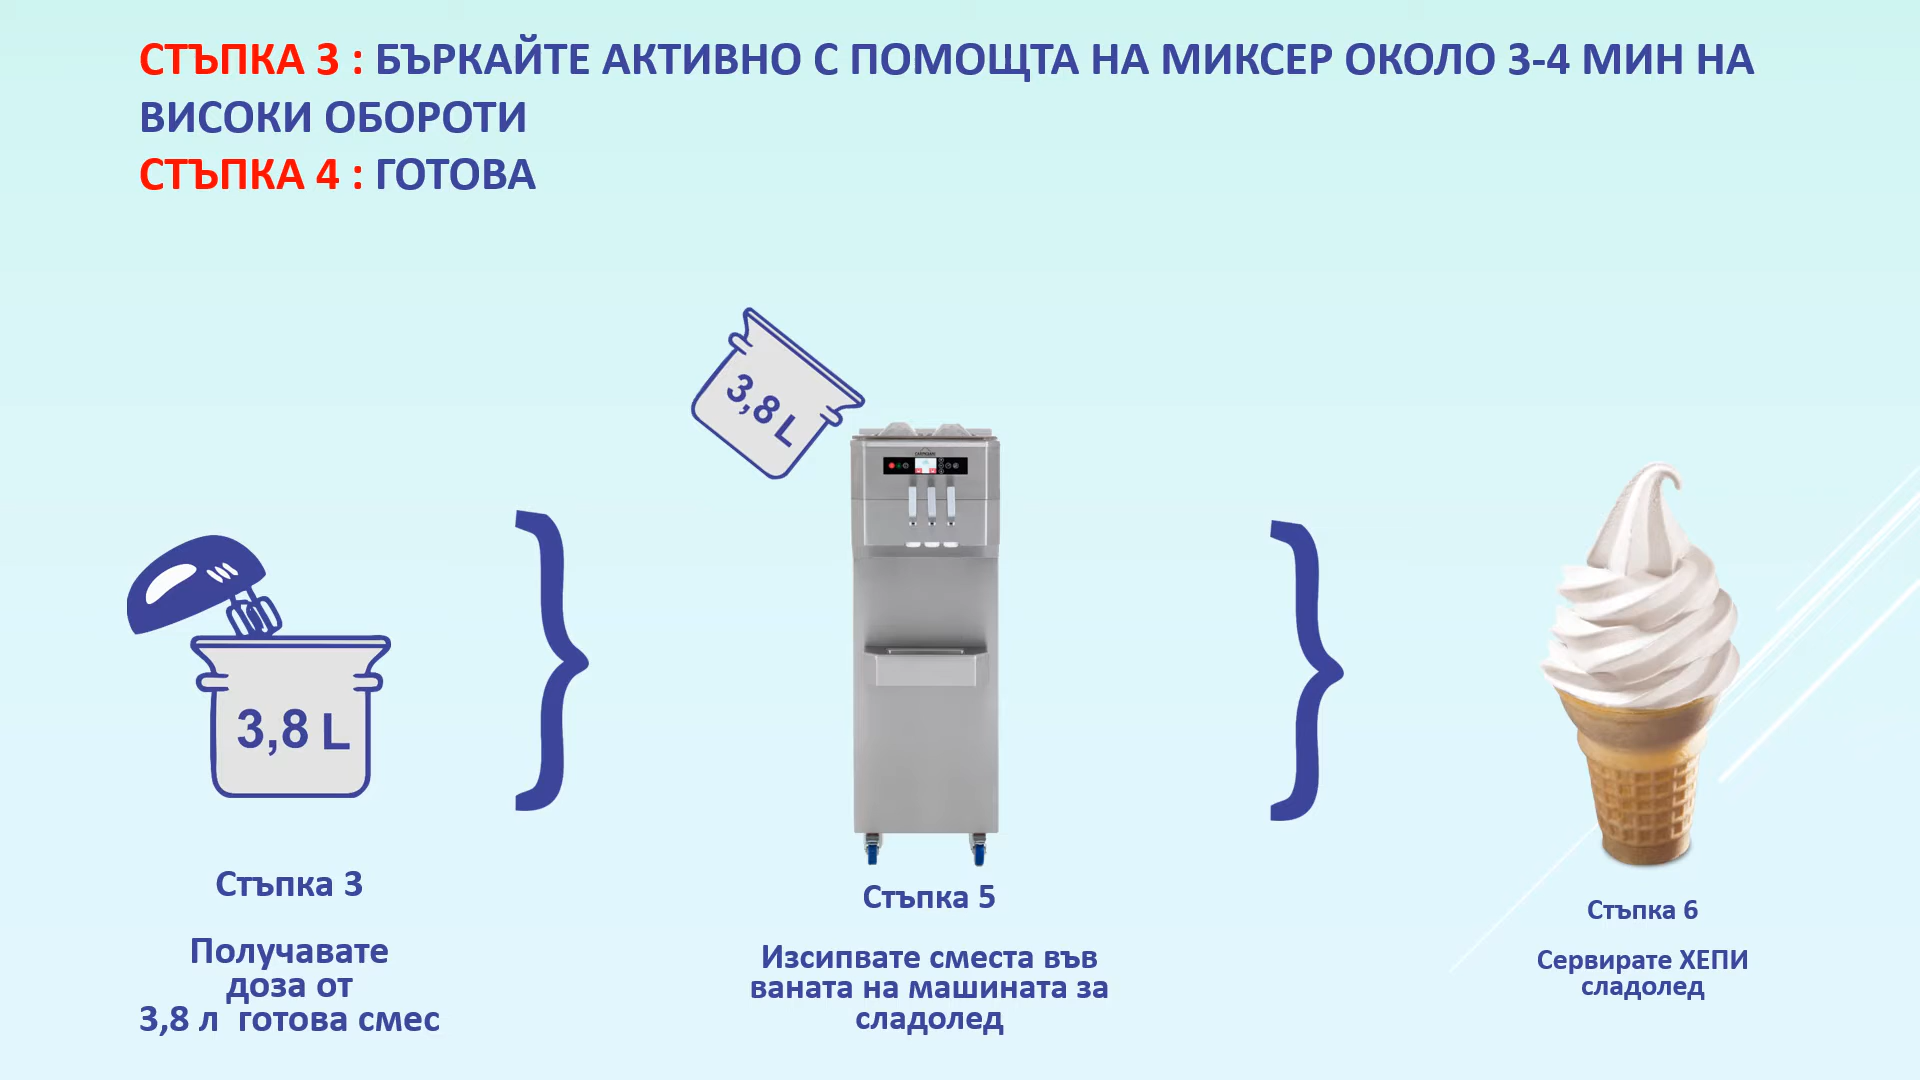 СТЪПКА 3 : БЪРКАЙТЕ АКТИВНО С ПОМОЩТА НА МИКСЕР ОКОЛО 3-4 МИН НА
ВИСОКИ ОБОРОТИ
СТЪПКА 4 : ГОТОВА
3,8 L
3,8 L
Стъпка 3
Получавате
доза от
3,8 л готова смес
Стъпка 5
Изсипвате сместа във
ваната на машината за
сладолед
Стъпка 6
Сервирате ХЕПИ
сладолед